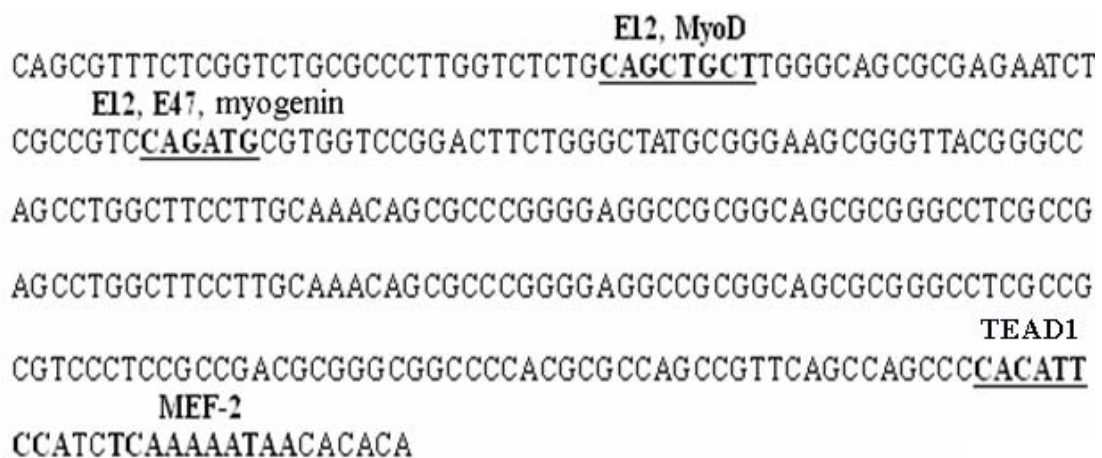 E12, MyoD
CAGCGTTTCTCGGTCTGCGCCCTTGGTCTCTGCAGCTGCTTGGGCAGCGCGAGAATCT
E12, E47, myogenin
CGCCGTCCAGATGCGTGGTCCGGACTTCTGGGCTATGCGGGAAGCGGGTTACGGGCC
AGCCTGGCTTCCTTGCAAACAGCGCCCGGGGAGGCCGCGGCAGCGCGGGCCTCGCCG
AGCCTGGCTTCCTTGCAAACAGCGCCCGGGGAGGCCGCGGCAGCGCGGGCCTCGCCG
TEAD1
CGTCCCTCCGCCGACGCGGGCGGCCCCACGCGCCAGCCGTTCAGCCAGCCCCACATT
MEF-2
CCATCTCAAAAATAACACACA